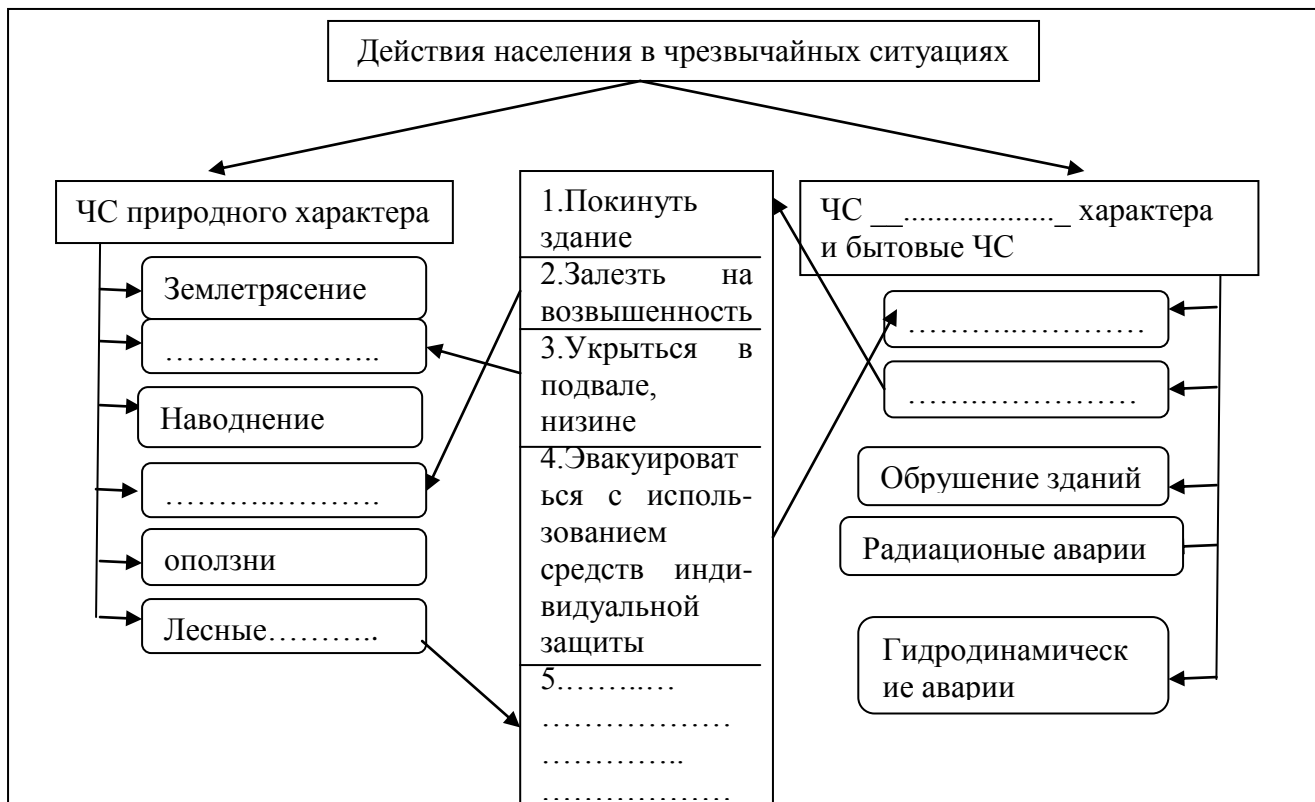 Действия населения в чрезвычайных ситуациях
ЧС природного характера
Землетрясение
………….……..
Наводнение
………..……….
оползни
Лесные………..
1.Покинуть
здание
2.Залезть на
возвышенность
3.Укрыться в
подвале,
низине
4.Эвакуироват
ься с исполь-
зованием
средств инди-
видуальной
защиты
5.……..…
………………
…………..
………………
ЧС __..................._ характера
и бытовые ЧС
………..…………
…….……………
Обрушение зданий
Радиационые аварии
Гидродинамическ
ие аварии